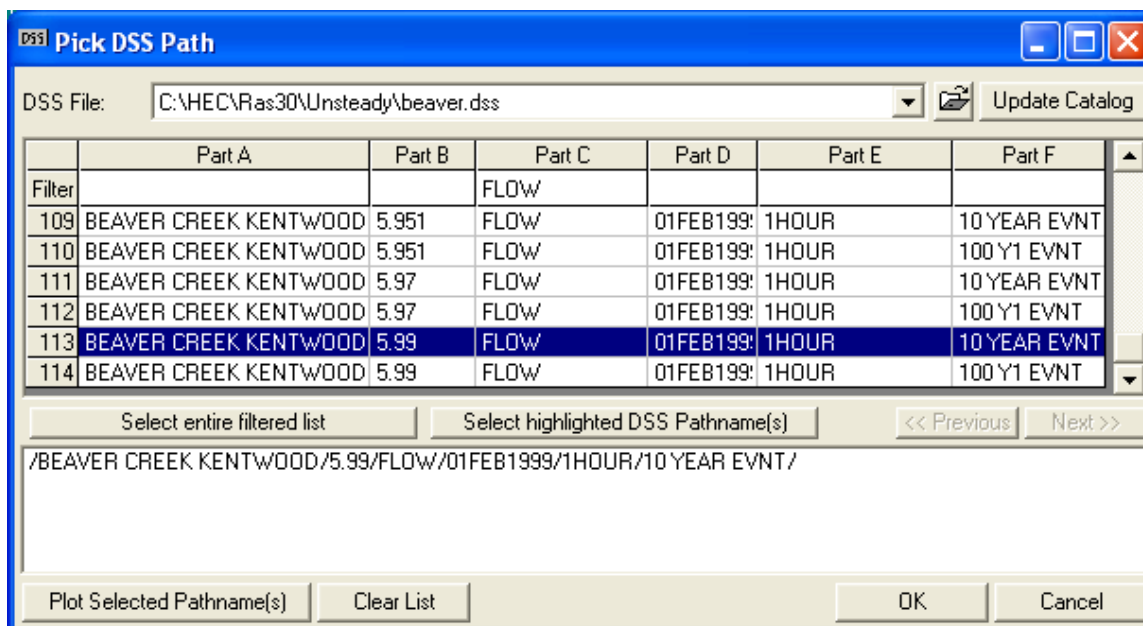 DSS Pick DSS Path
DSS File: C:\HEC\Ras30\Unsteady\beaver.dss Update Catalog
Part A Part B Part C Part D Part E Part F
Filter FLOW
109 BEAVER CREEK KENTWOOD 5.951 FLOW 01FEB199 1HOUR 10 YEAR EVNT
110 BEAVER CREEK KENTWOOD 5.951 FLOW 01FEB199 1HOUR 100 Y1 EVNT
111 BEAVER CREEK KENTWOOD 5.97 FLOW 01FEB199 1HOUR 10 YEAR EVNT
112 BEAVER CREEK KENTWOOD 5.97 FLOW 01FEB199 1HOUR 100 Y1 EVNT
113 BEAVER CREEK KENTWOOD 5.99 FLOW 01FEB199 1HOUR 10 YEAR EVNT
114 BEAVER CREEK KENTWOOD 5.99 FLOW 01FEB199 1HOUR 100 Y1 EVNT
Select entire filtered list Select highlighted DSS Pathname(s) << Previous Next >>
/BEAVER CREEK KENTWOOD/5.99/FLOW/01FEB1999/1HOUR/10 YEAR EVNT/
Plot Selected Pathname(s) Clear List OK Cancel